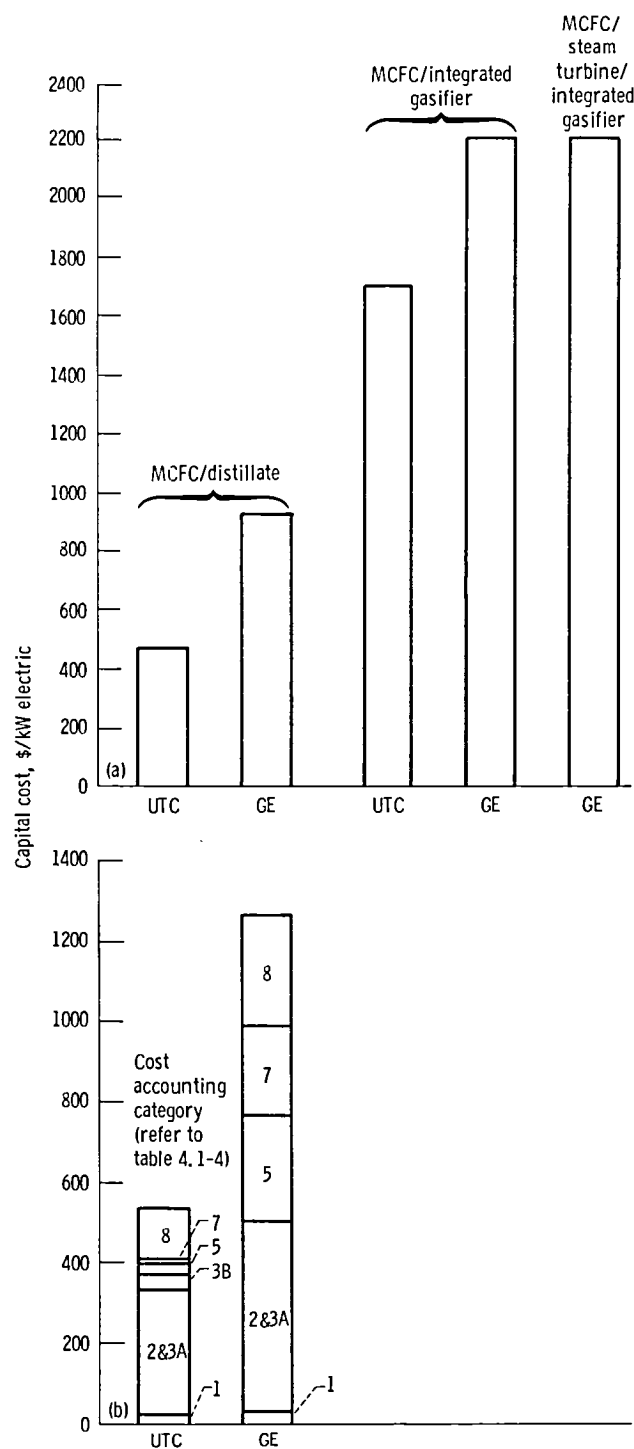 MCFC/
steam
turbine/
integrated
gasifier
MCFC/integrated
gasifier
2400
2200
2000
1800
1600
1400
1200
1000
800
600
400
200
0
MCFC/distillate
(a)
UTC
GE
UTC
GE
GE
Capital cost, $/kW electric
1400
1200
1000
800
600
400
200
0
Cost
accounting
category
(refer to
table 4.1-4)
8
7
5
3B
2&3A
1
8
7
5
2&3A
1
(b)
UTC
GE